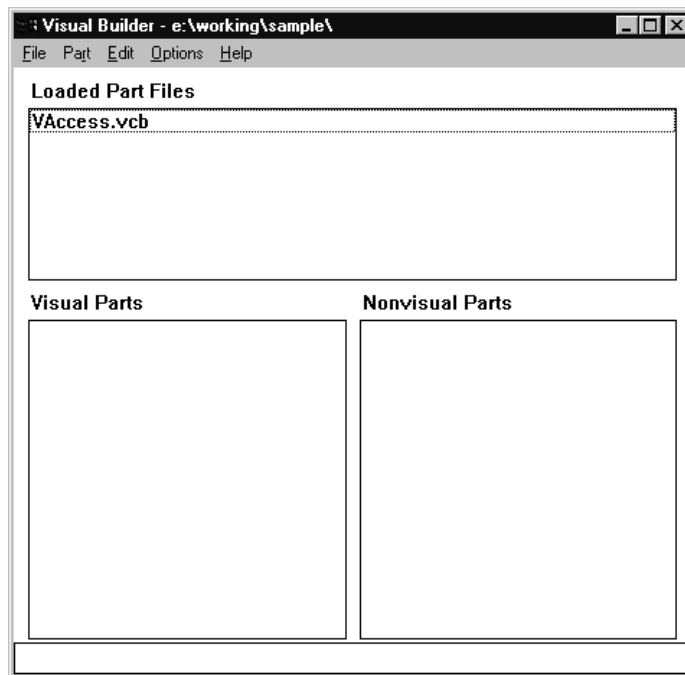 Visual Builder - e:\working\sample\
File Part Edit Options Help
Loaded Part Files
VAccess.vcb
Visual Parts Nonvisual Parts